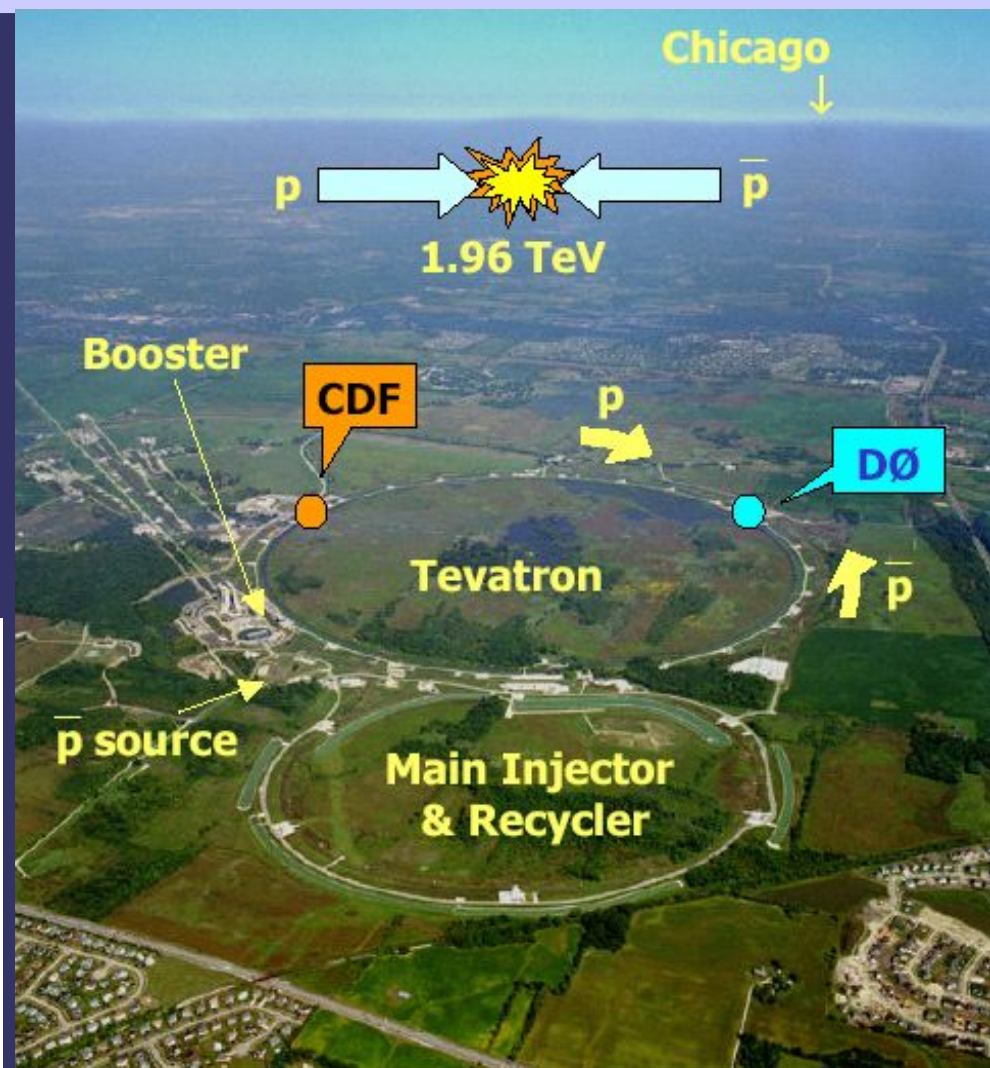 Chicago
↓
p p̅
1.96 TeV
Booster
CDF
p
DØ
Tevatron
p̅
p̅ source
Main Injector
& Recycler